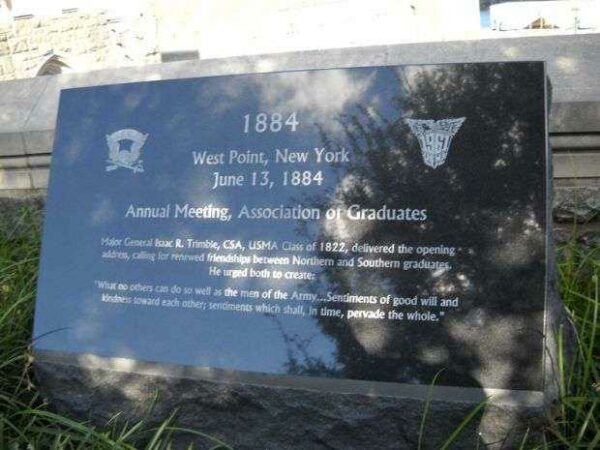 1884
1961
West Point, New York
June 13, 1884
Annual Meeting, Association of Graduates
Major General Isaac R. Trimble, CSA, USMA Class of 1822, delivered the opening
address, calling for renewed friendships between Northern and Southern graduates.
He urged both to create:
"What no others can do so well as the men of the Army...Sentiments of good will and
kindness toward each other; sentiments which shall, in time, pervade the whole."